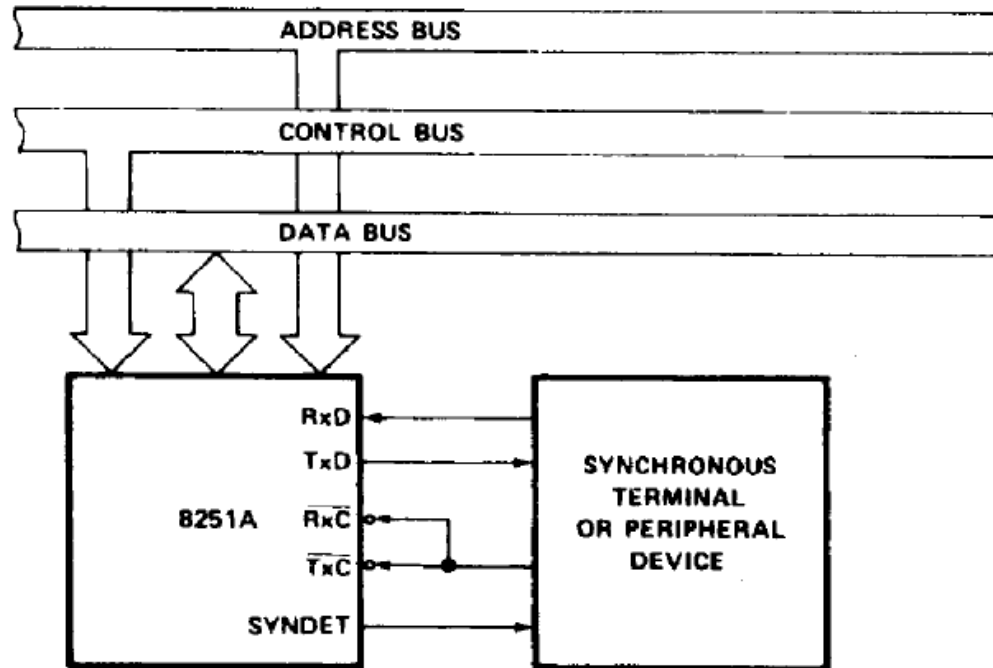 ADDRESS BUS
CONTROL BUS
DATA BUS
RxD
TxD
8251A
RxC
TxC
SYNDET
SYNCHRONOUS
TERMINAL
OR PERIPHERAL
DEVICE